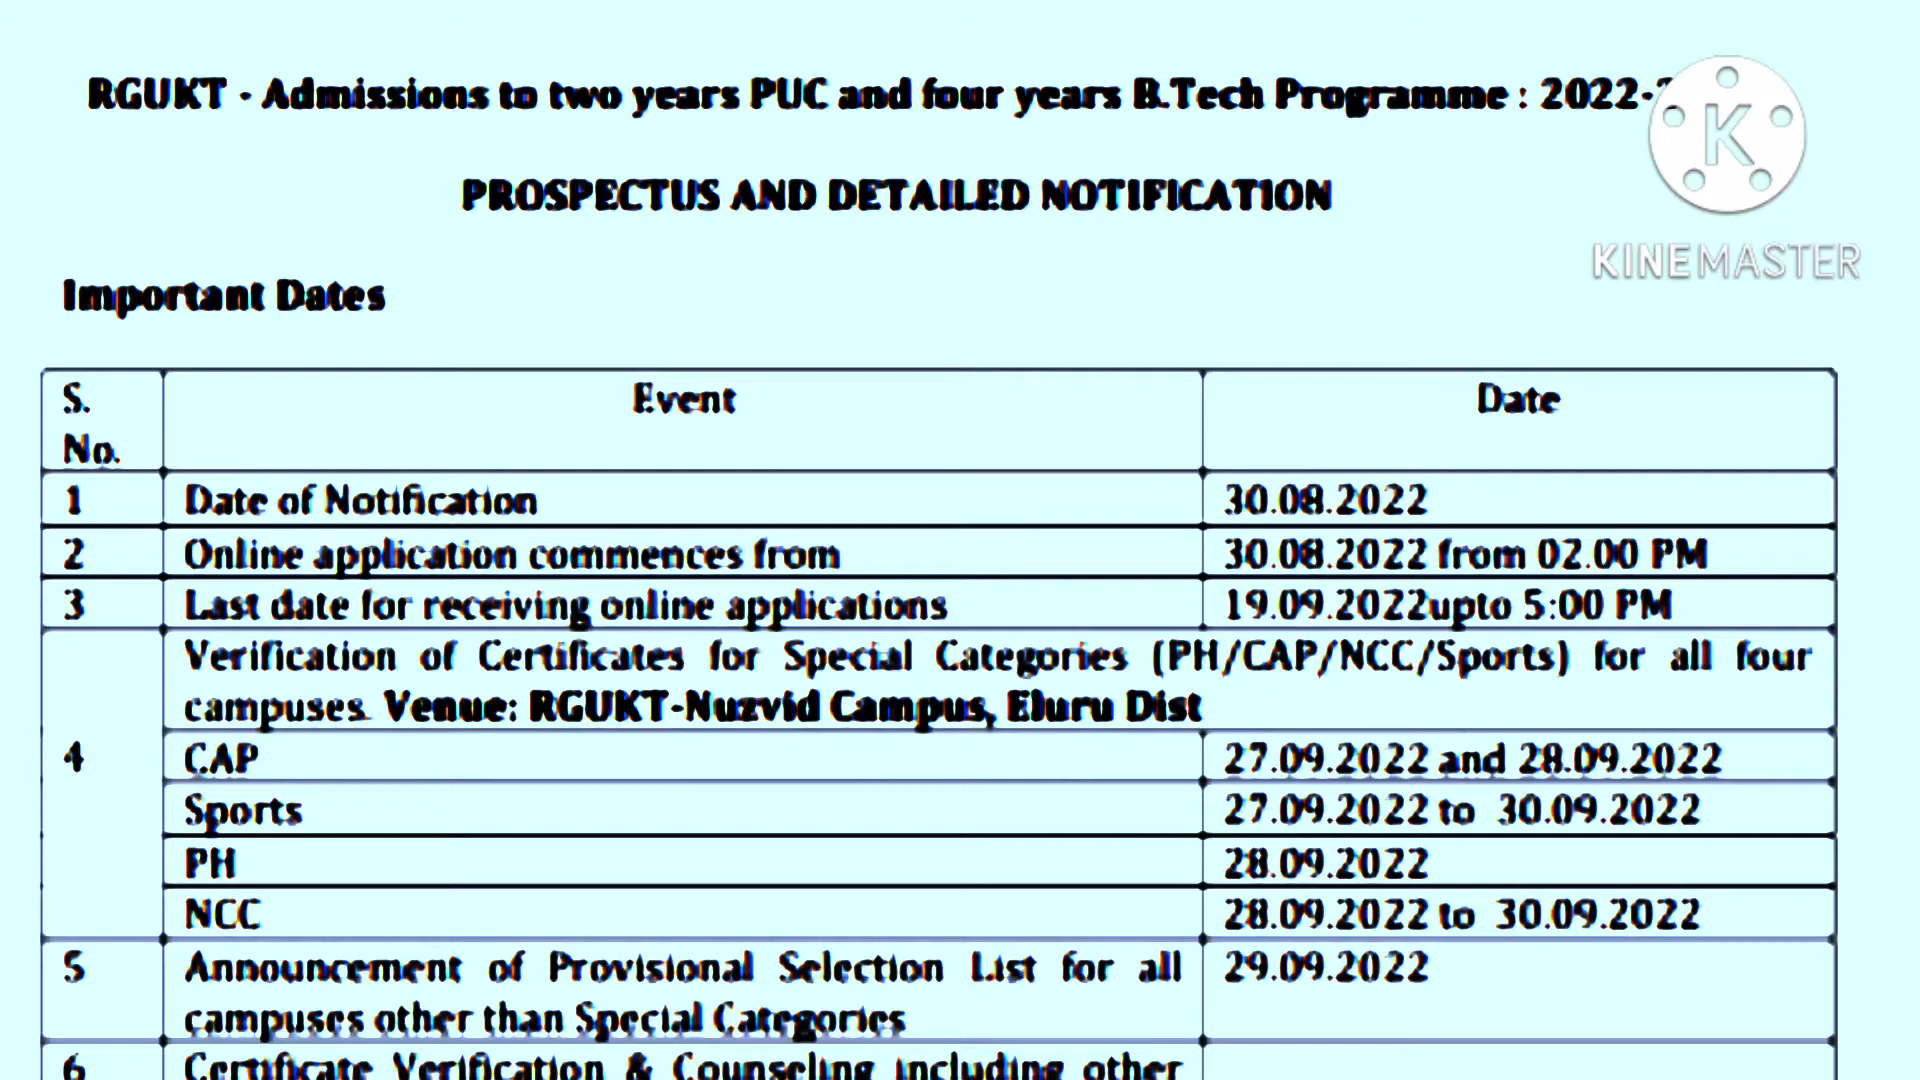 RGUKT - Admissions to two years PUC and four years B.Tech Programme : 2022-
PROSPECTUS AND DETAILED NOTIFICATION
K
KINEMASTER
Important Dates
S. No. Event Date
1 Date of Notification 30.08.2022
2 Online application commences from 30.08.2022 from 02.00 PM
3 Last date for receiving online applications 19.09.2022upto 5:00 PM
Verification of Certificates for Special Categories (PH/CAP/NCC/Sports) for all four
campuses. Venue: RGUKT-Nuzvid Campus, Eluru Dist
4 CAP 27.09.2022 and 28.09.2022
Sports 27.09.2022 to 30.09.2022
PH 28.09.2022
NCC 28.09.2022 to 30.09.2022
5 Announcement of Provisional Selection List for all 29.09.2022
campuses other than Special Categories
6 Certificate Verification & Counseling including other